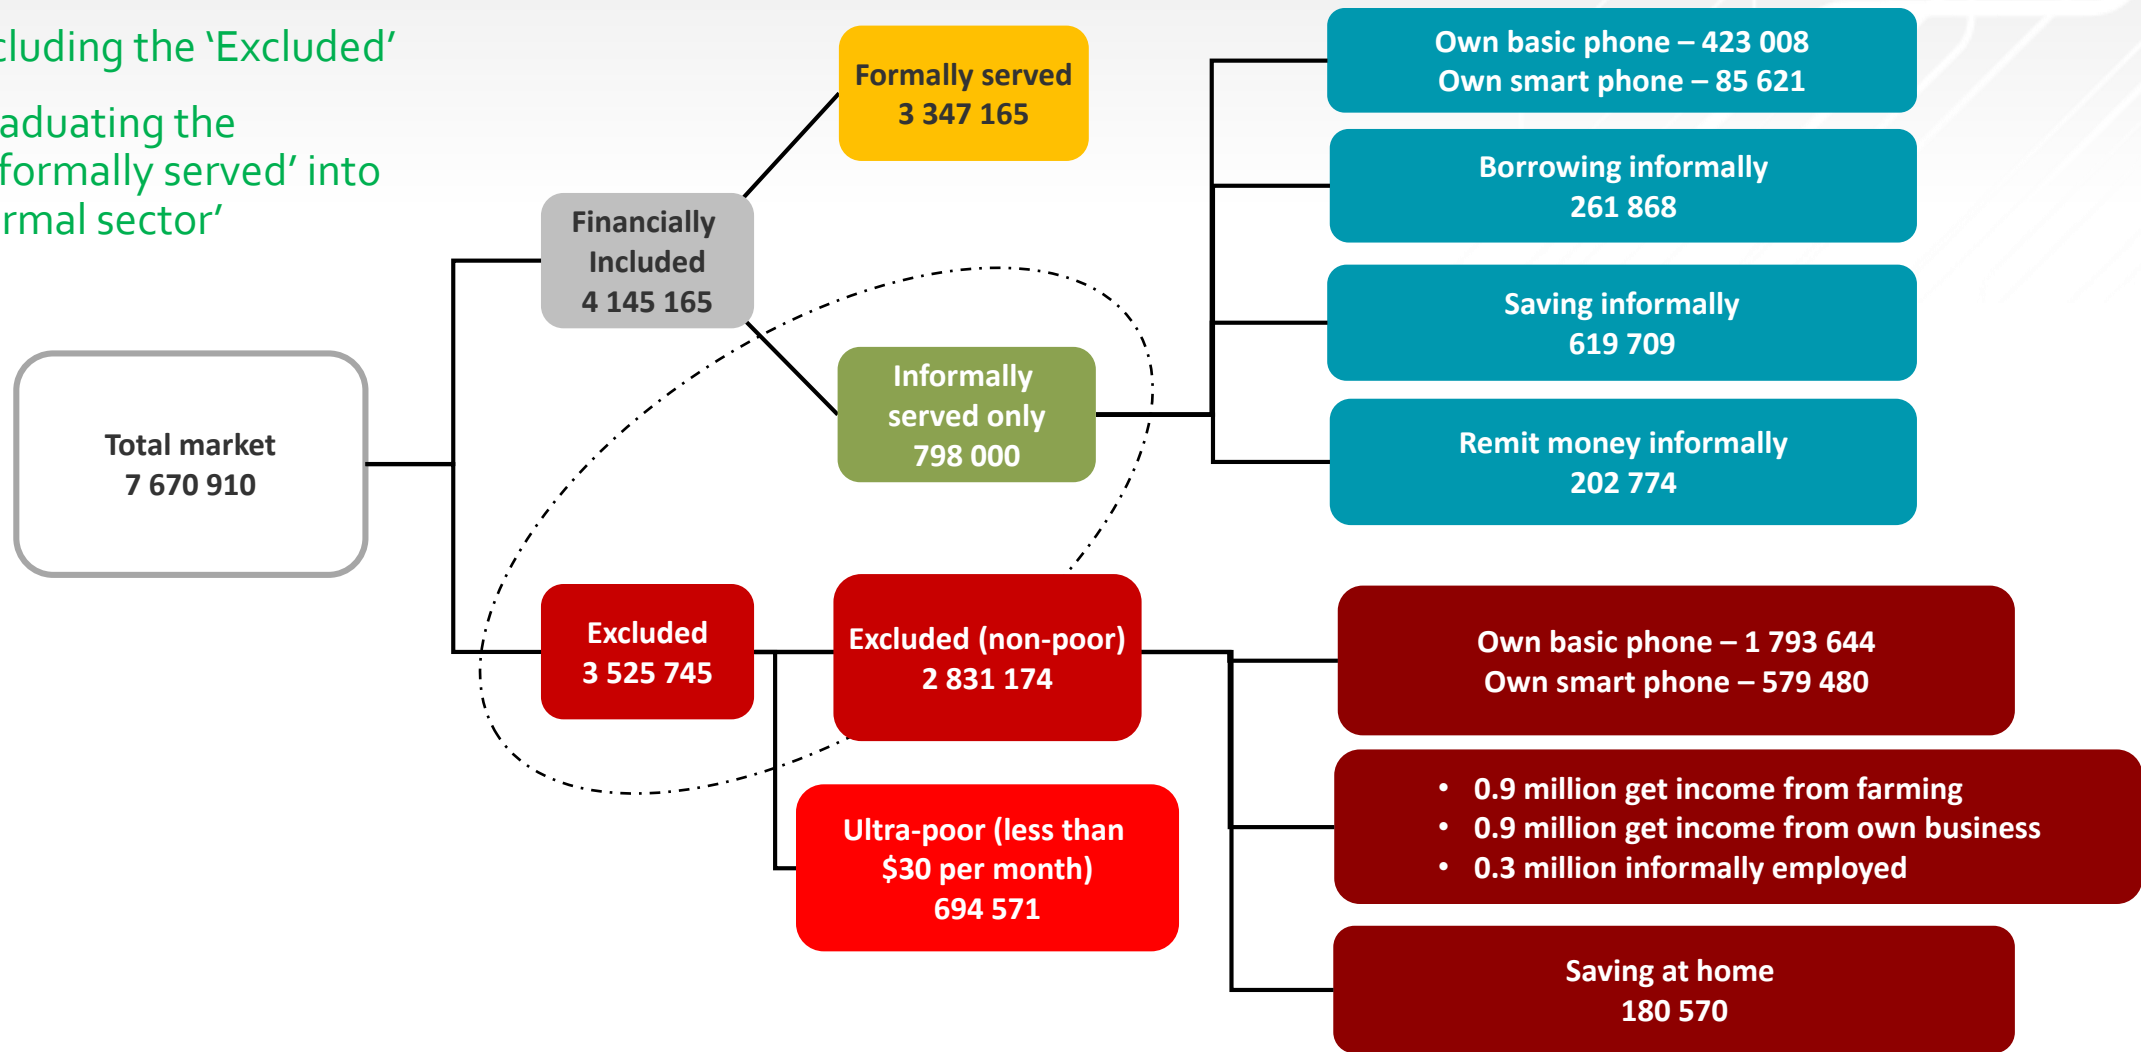 cluding the ‘Excluded’
aduating the
formally served’ into
rmal sector’
Total market
7 670 910
Financially
Included
4 145 165
Formally served
3 347 165
Informally
served only
798 000
Own basic phone – 423 008
Own smart phone – 85 621
Borrowing informally
261 868
Saving informally
619 709
Remit money informally
202 774
Excluded
3 525 745
Excluded (non-poor)
2 831 174
Ultra-poor (less than
$30 per month)
694 571
Own basic phone – 1 793 644
Own smart phone – 579 480
• 0.9 million get income from farming
• 0.9 million get income from own business
• 0.3 million informally employed
Saving at home
180 570